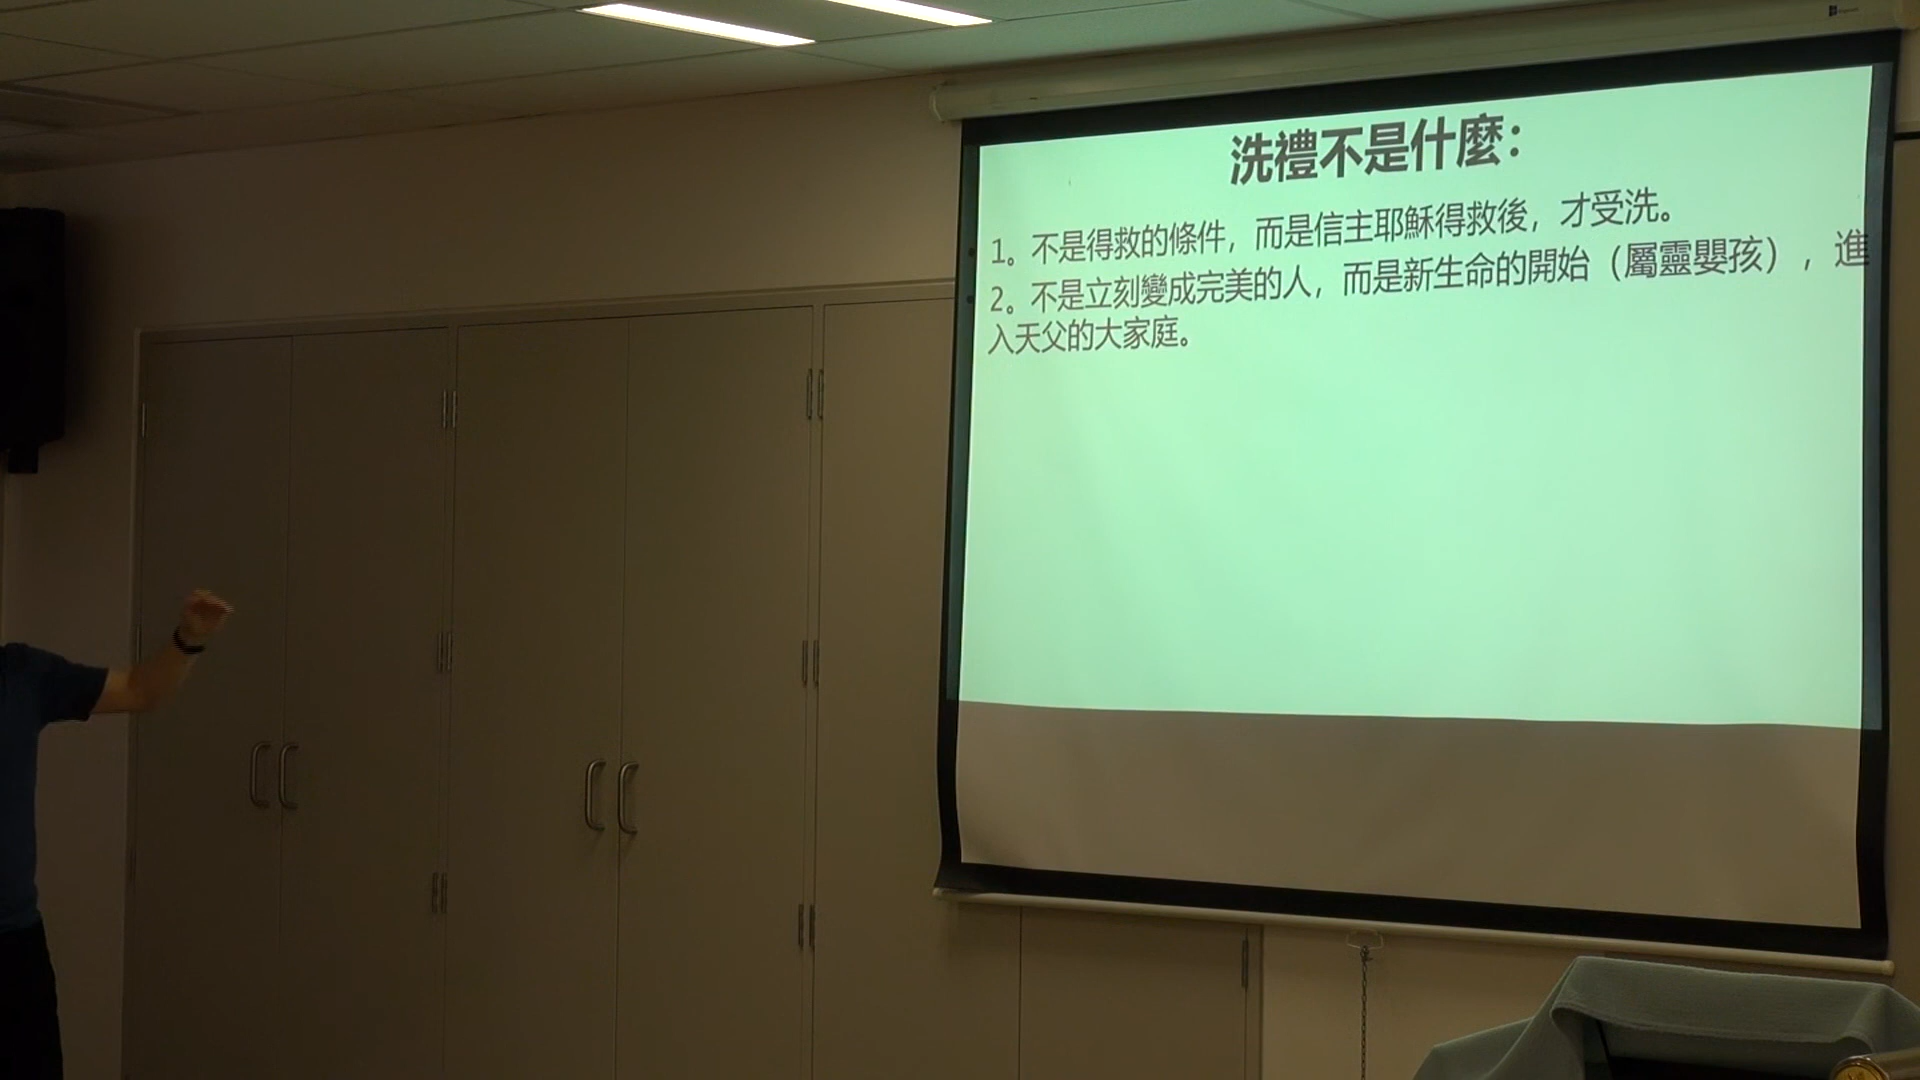 洗禮不是什麼：
1。不是得救的條件，而是信主耶穌得救後，才受洗。
2。不是立刻變成完美的人，而是新生命的開始（屬靈嬰孩），進
入天父的大家庭。